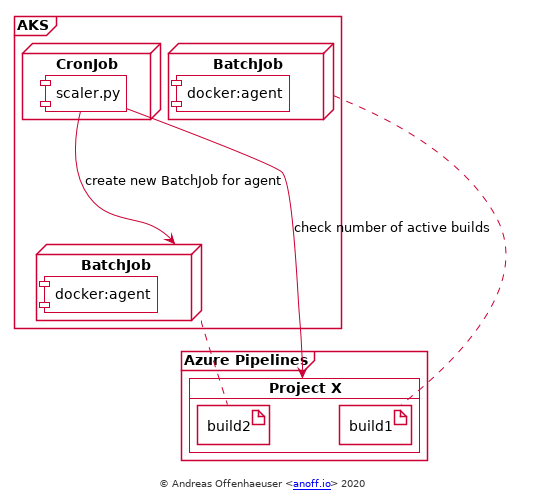 AKS
CronJob
scaler.py
BatchJob
docker:agent
create new BatchJob for agent
check number of active builds
BatchJob
docker:agent
Azure Pipelines
Project X
build2
build1
© Andreas Offenhaeuser <anoff.io> 2020